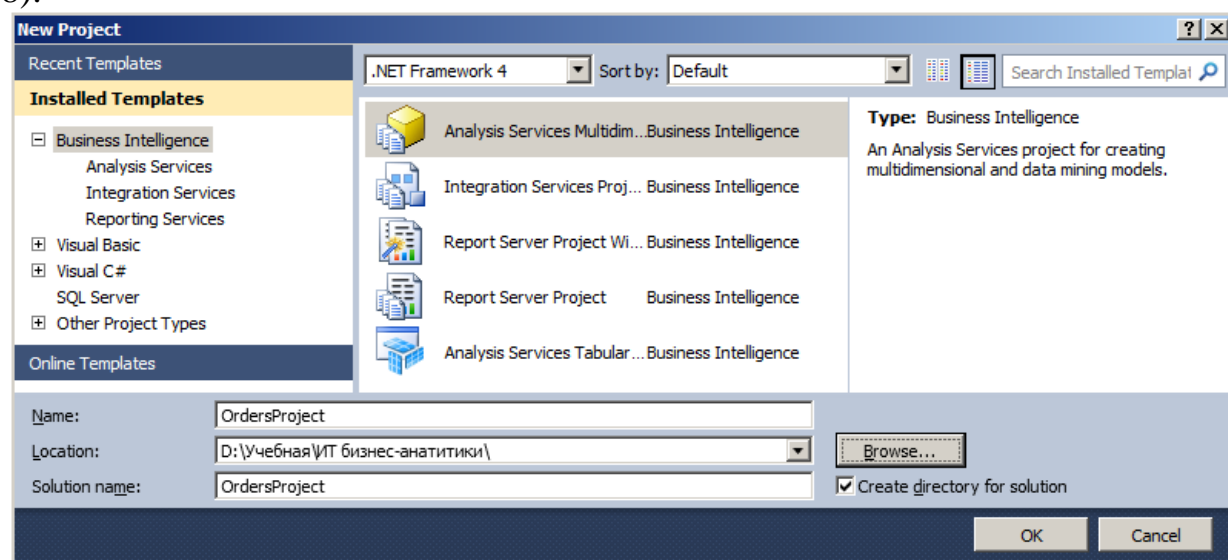 8).
New Project
Recent Templates
.NET Framework 4 Sort by: Default Search Installed Templat
Installed Templates
Business Intelligence
Analysis Services
Integration Services
Reporting Services
Visual Basic
Visual C#
SQL Server
Other Project Types
Online Templates
Analysis Services Multidim...Business Intelligence
Integration Services Proj... Business Intelligence
Report Server Project Wi... Business Intelligence
Report Server Project Business Intelligence
Analysis Services Tabular... Business Intelligence
Type: Business Intelligence
An Analysis Services project for creating
multidimensional and data mining models.
Name: OrdersProject
Location: D:\Учебная\ИТ бизнес-анатитики\ Browse...
Solution name: OrdersProject Create directory for solution
OK Cancel